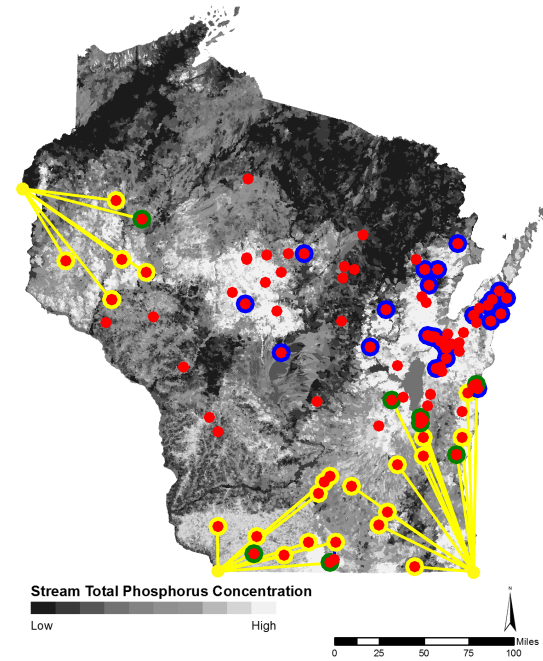 Stream Total Phosphorus Concentration
Low High
N
Miles
0 25 50 75 100